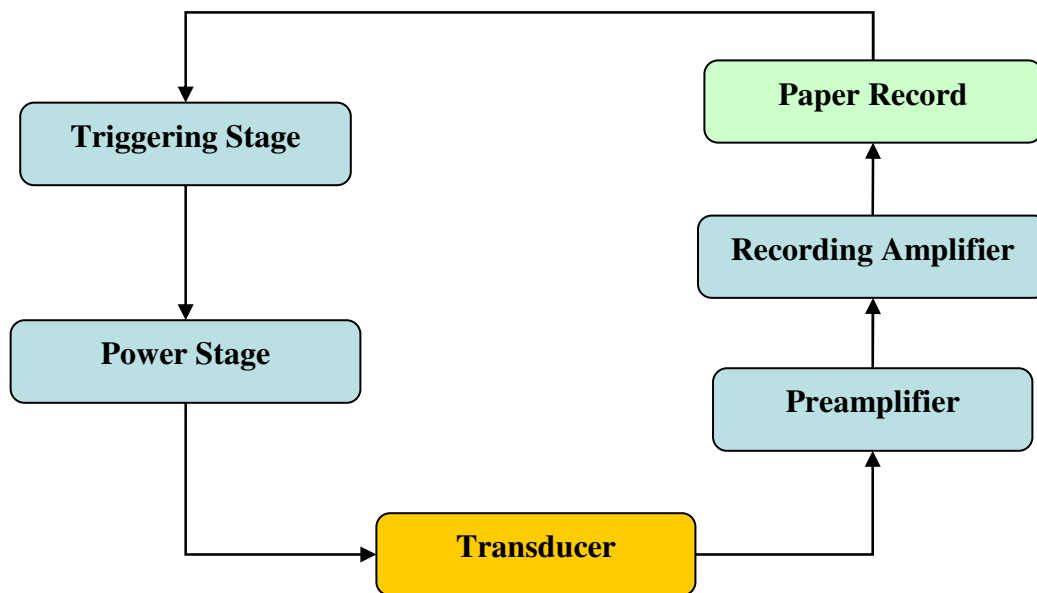 Paper Record
Triggering Stage
Recording Amplifier
Power Stage
Preamplifier
Transducer